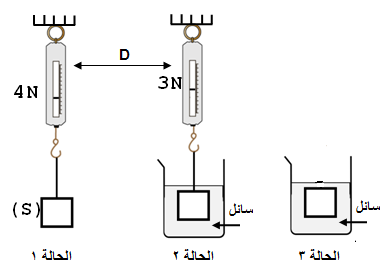 D
4N
3N
(S)
سائل
سائل
الحالة ١
الحالة ٢
الحالة ٣